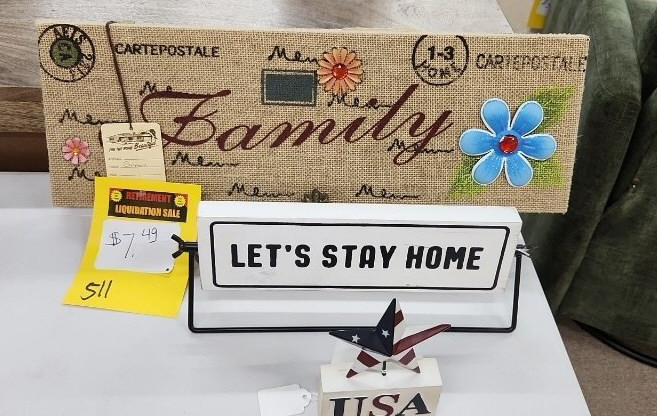 CARTEPOSTALE
1-3
CARTEPOSTALE
Family
RETIREMENT
LIQUIDATION SALE
$7.49
511
LET'S STAY HOME
USA